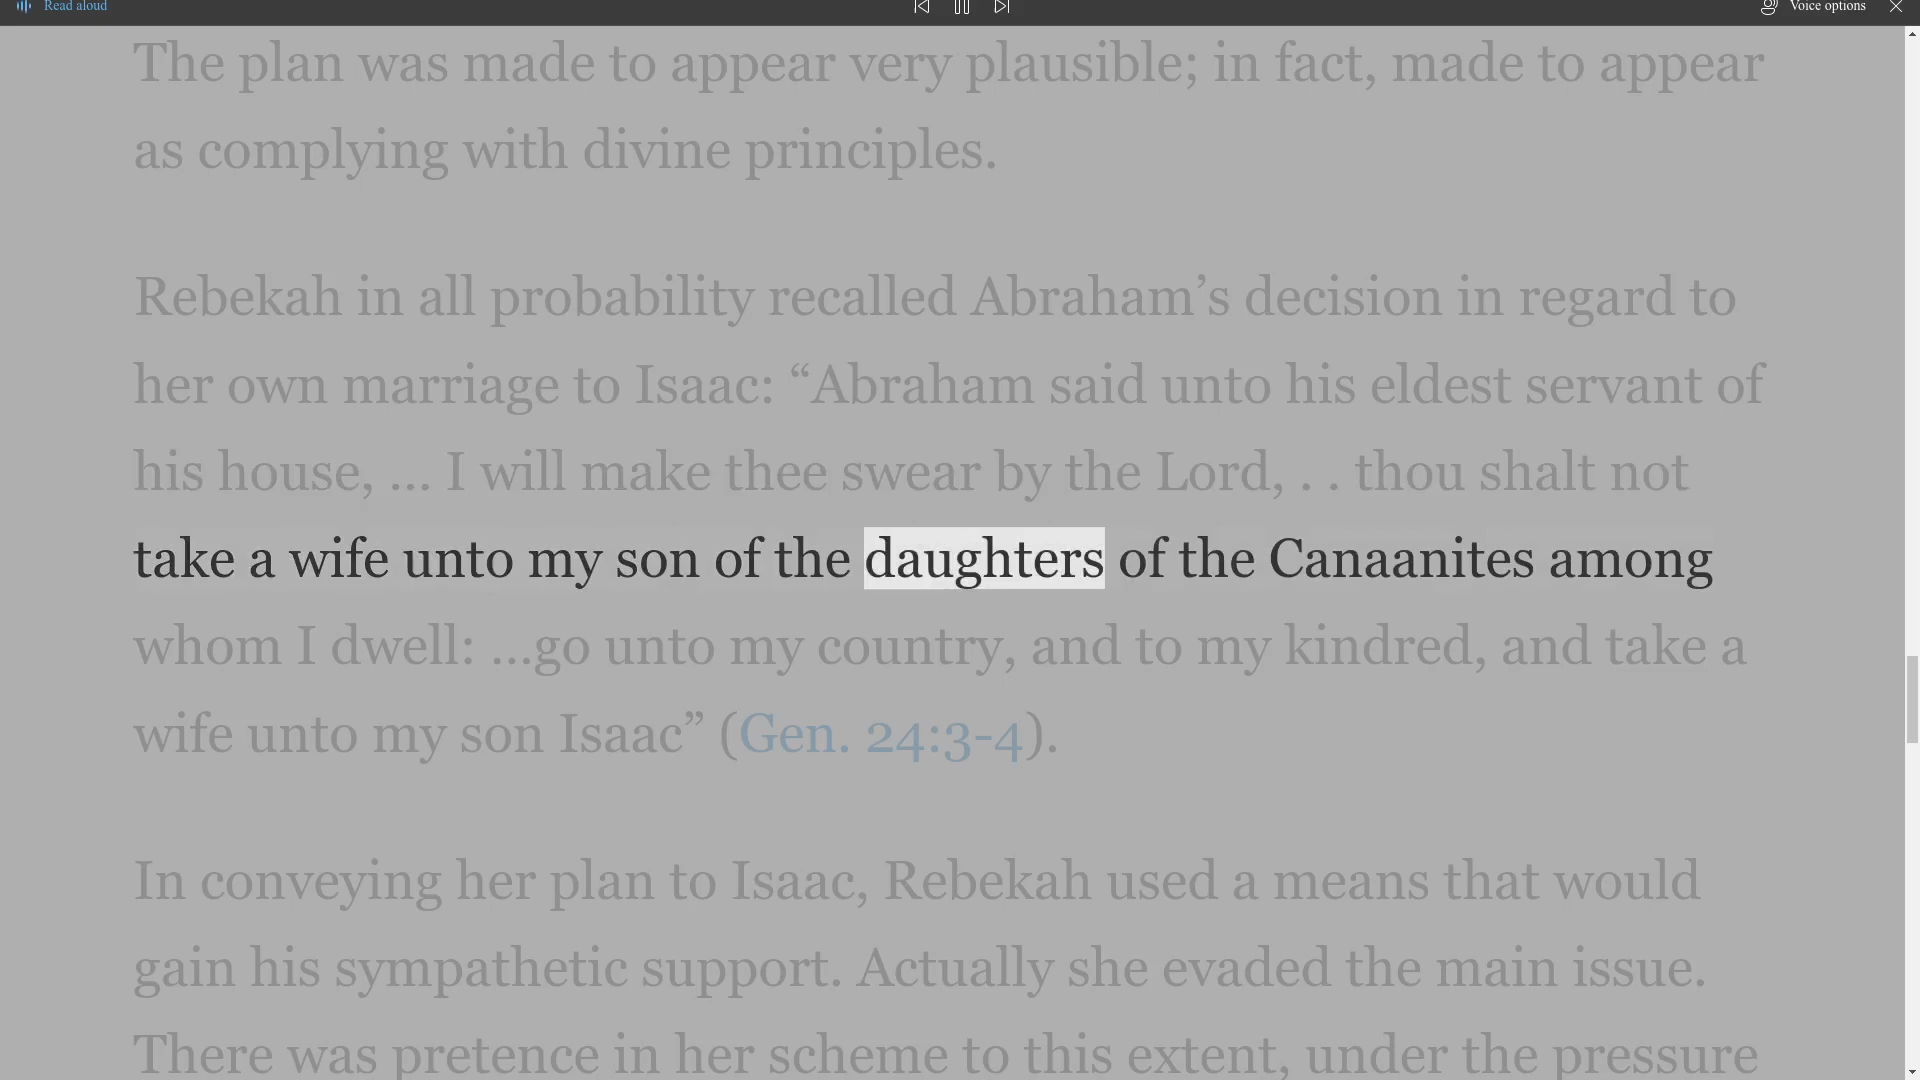 Read aloud
Voice options
The plan was made to appear very plausible; in fact, made to appear
as complying with divine principles.
Rebekah in all probability recalled Abraham’s decision in regard to
her own marriage to Isaac: “Abraham said unto his eldest servant of
his house, ... I will make thee swear by the Lord, . . thou shalt not
take a wife unto my son of the daughters of the Canaanites among
whom I dwell: ...go unto my country, and to my kindred, and take a
wife unto my son Isaac” (Gen. 24:3-4).
In conveying her plan to Isaac, Rebekah used a means that would
gain his sympathetic support. Actually she evaded the main issue.
There was pretence in her scheme to this extent, under the pressure